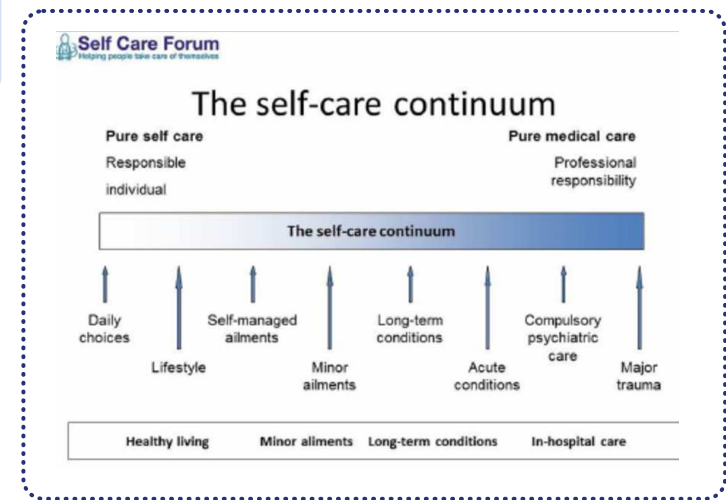 Self Care Forum
Helping people take care of themselves
The self-care continuum
Pure self care
Pure medical care
Responsible
individual
Professional
responsibility
The self-care continuum
Daily
choices
Lifestyle
Self-managed
ailments
Minor
ailments
Long-term
conditions
Acute
conditions
Compulsory
psychiatric
care
Major
trauma
Healthy living
Minor aliments
Long-term conditions
In-hospital care